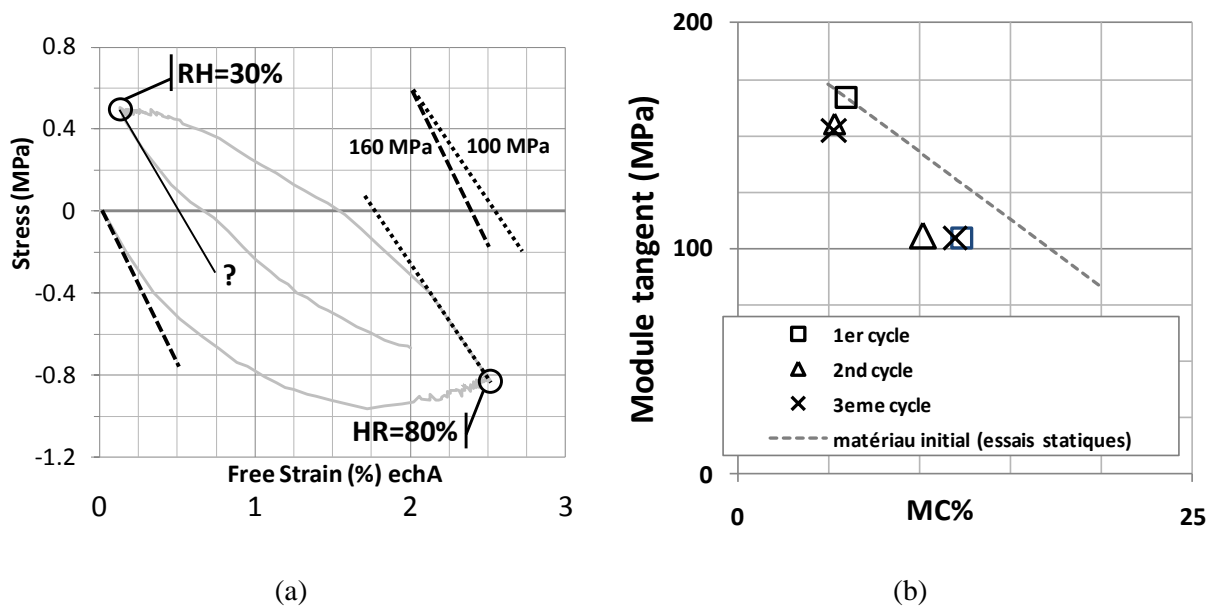 0.8
0.4
0
-0.4
-0.8
-1.2
Stress (MPa)
RH=30%
160 MPa
100 MPa
?
HR=80%
Free Strain (%) echA
0
1
2
3
(a)
200
100
0
Module tangent (MPa)
1er cycle
2nd cycle
3eme cycle
matériau initial (essais statiques)
0
MC%
25
(b)